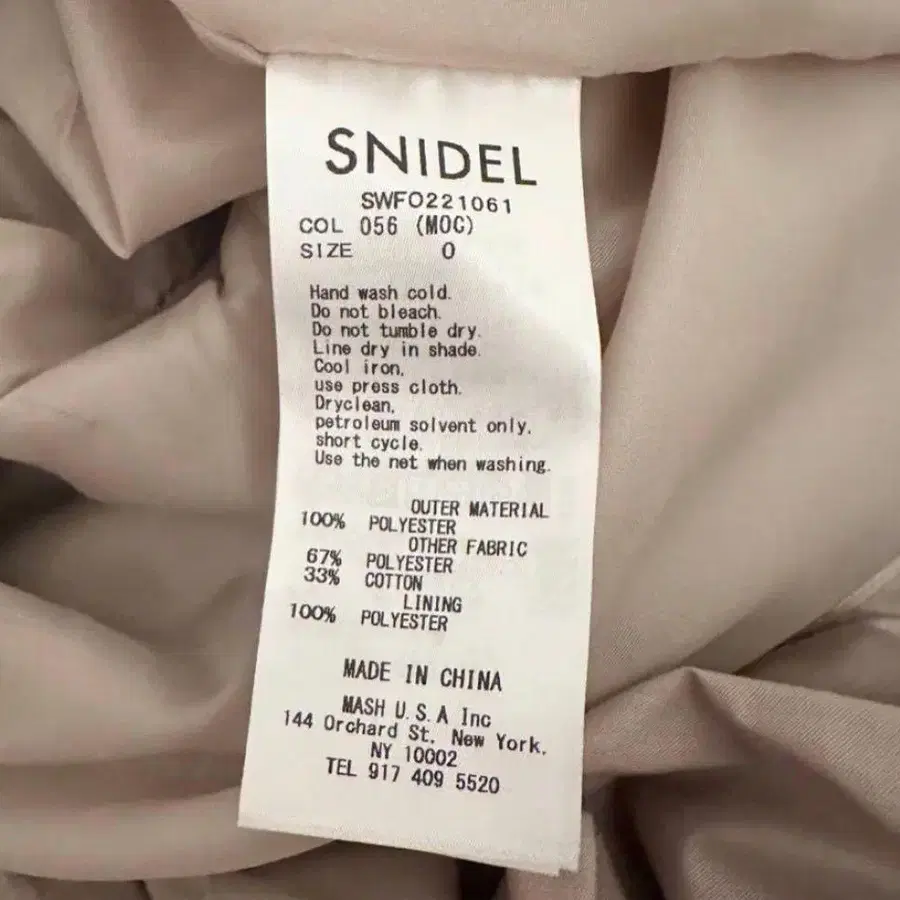 SNIDEL
SWFO221061
COL 056 (MOC)
SIZE 0
Hand wash cold.
Do not bleach.
Do not tumble dry.
Line dry in shade.
Cool iron,
use press cloth.
Dryclean,
petroleum solvent only,
short cycle.
Use the net when washing.
OUTER MATERIAL
100% POLYESTER
OTHER FABRIC
67% POLYESTER
33% COTTON
LINING
100% POLYESTER
MADE IN CHINA
MASH U.S.A Inc
144 Orchard St. New York.
NY 10002
TEL 917 409 5520